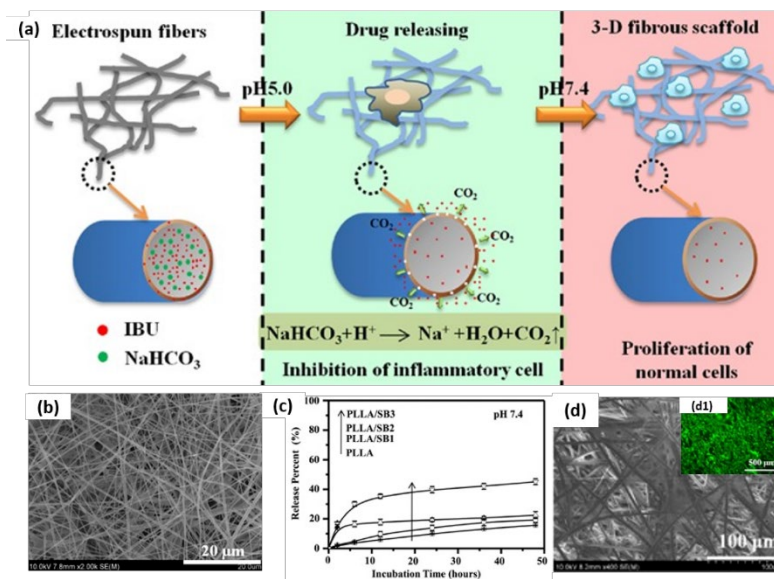 (a)
Electrospun fibers
Drug releasing
3-D fibrous scaffold
pH5.0
pH7.4
CO₂
CO₂
CO₂
CO₂
CO₂
CO₂
IBU
NaHCO₃
NaHCO₃+H⁺ → Na⁺ +H₂O+CO₂↑
Inhibition of inflammatory cell
Proliferation of
normal cells
(b)
20 μm
10.0kV 7.8mm x2.00k SE(M)
20.0um
(c)
pH 7.4
PLLA/SB3
PLLA/SB2
PLLA/SB1
PLLA
Release Percent (%)
100
80
60
40
20
0
0 10 20 30 40 50
Incubation Time (hours)
(d)
(d1)
500 μm
100 μm
10.0kV 8.2mm x400 SE(M)